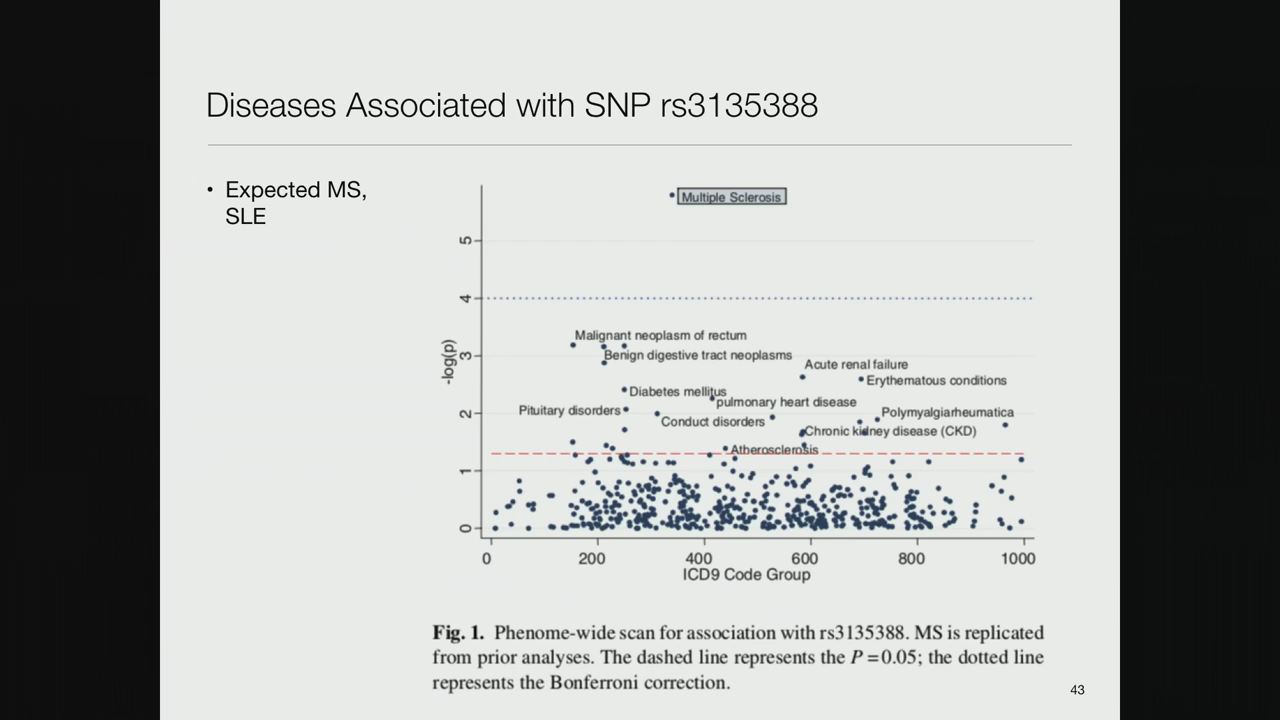 Diseases Associated with SNP rs3135388
• Expected MS,
SLE
Multiple Sclerosis
5
4
Malignant neoplasm of rectum
3
Benign digestive tract neoplasms
Acute renal failure
-log(p)
Erythematous conditions
Diabetes mellitus
pulmonary heart disease
Pituitary disorders
2
Conduct disorders
Polymyalgiarheumatica
Chronic kidney disease (CKD)
Atherosclerosis
1
0
0 200 400 600 800 1000
ICD9 Code Group
Fig. 1. Phenome-wide scan for association with rs3135388. MS is replicated
from prior analyses. The dashed line represents the P=0.05; the dotted line
represents the Bonferroni correction.
43